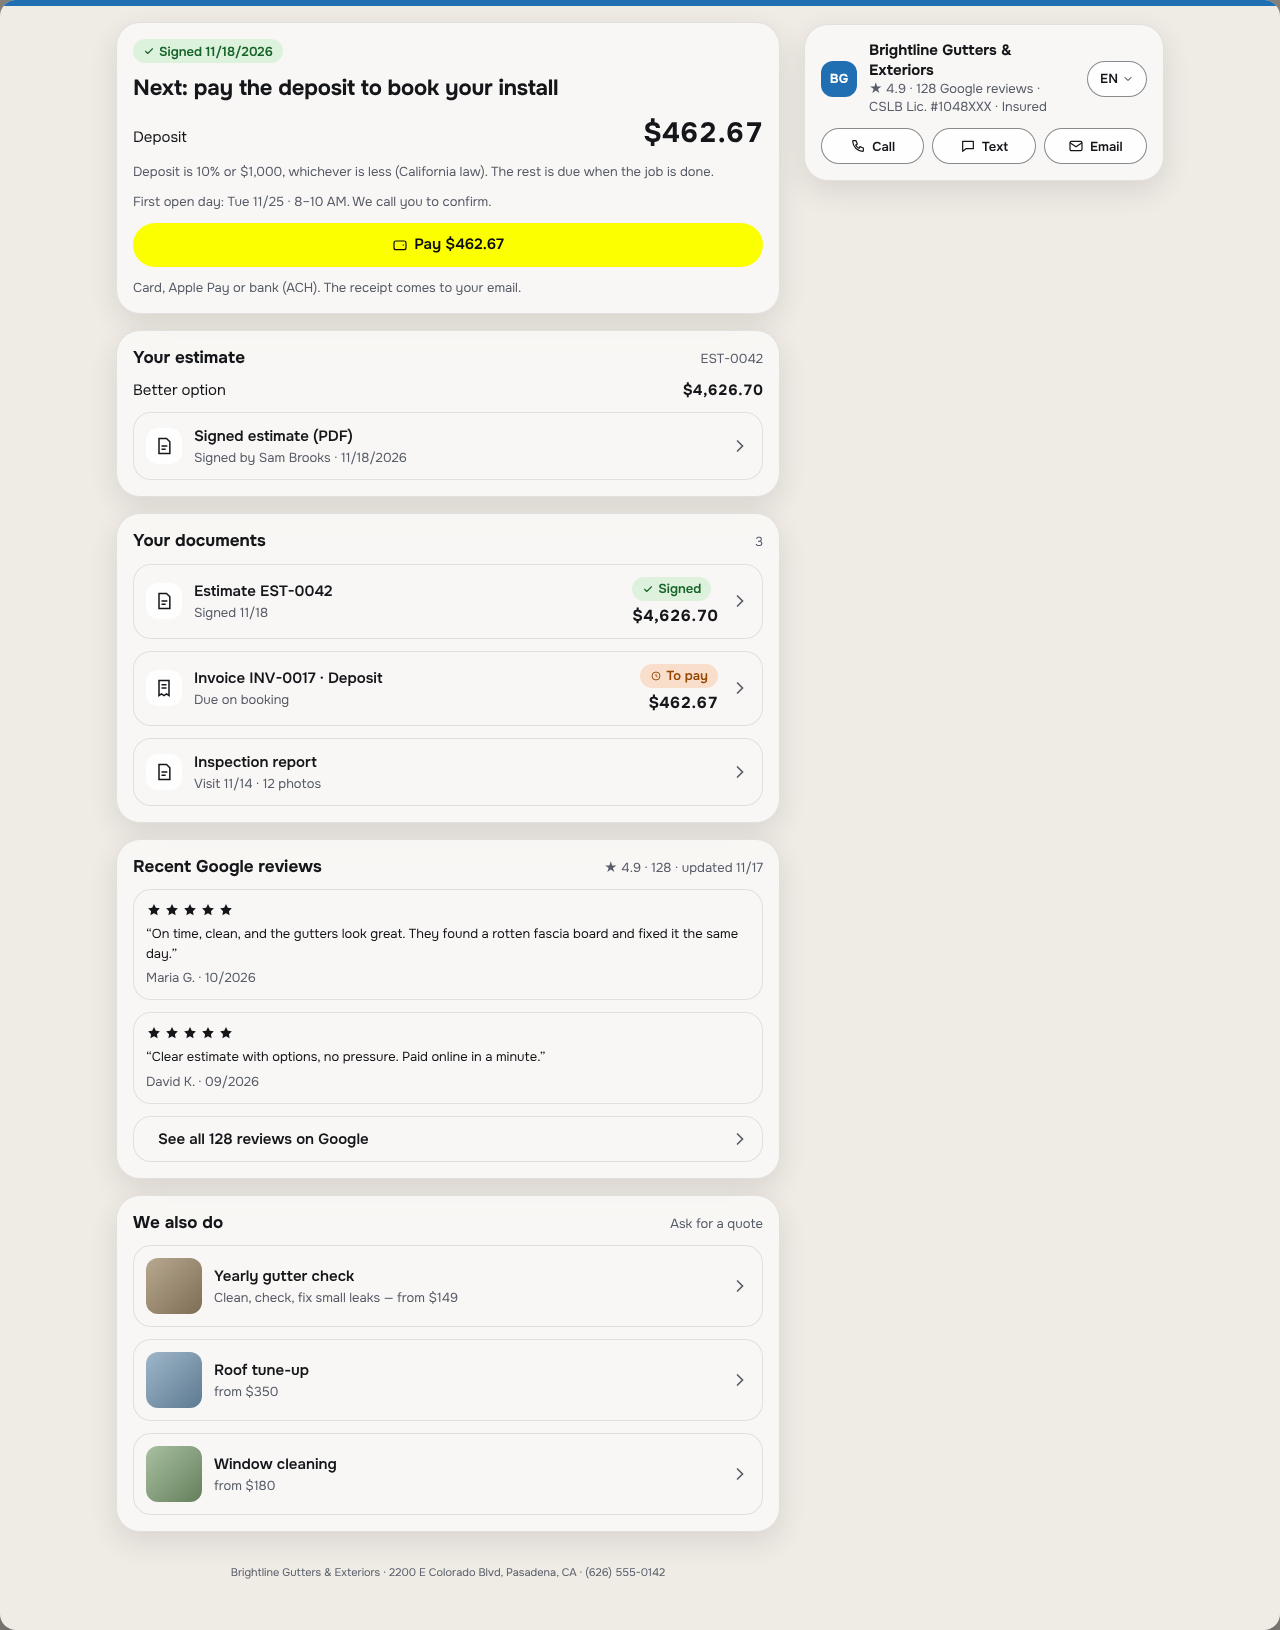 Signed 11/18/2026
Next: pay the deposit to book your install
Deposit
$462.67
Deposit is 10% or $1,000, whichever is less (California law). The rest is due when the job is done.
First open day: Tue 11/25 · 8–10 AM. We call you to confirm.
Pay $462.67
Card, Apple Pay or bank (ACH). The receipt comes to your email.
BG
Brightline Gutters &
Exteriors
★ 4.9 · 128 Google reviews ·
CSLB Lic. #1048XXX · Insured
EN
Call
Text
Email
Your estimate
EST-0042
Better option
$4,626.70
Signed estimate (PDF)
Signed by Sam Brooks · 11/18/2026
Your documents
3
Estimate EST-0042
Signed 11/18
Signed
$4,626.70
Invoice INV-0017 · Deposit
Due on booking
To pay
$462.67
Inspection report
Visit 11/14 · 12 photos
Recent Google reviews
★ 4.9 · 128 · updated 11/17
★ ★ ★ ★ ★
“On time, clean, and the gutters look great. They found a rotten fascia board and fixed it the same
day.”
Maria G. · 10/2026
★ ★ ★ ★ ★
“Clear estimate with options, no pressure. Paid online in a minute.”
David K. · 09/2026
See all 128 reviews on Google
We also do
Ask for a quote
Yearly gutter check
Clean, check, fix small leaks — from $149
Roof tune-up
from $350
Window cleaning
from $180
Brightline Gutters & Exteriors · 2200 E Colorado Blvd, Pasadena, CA · (626) 555-0142